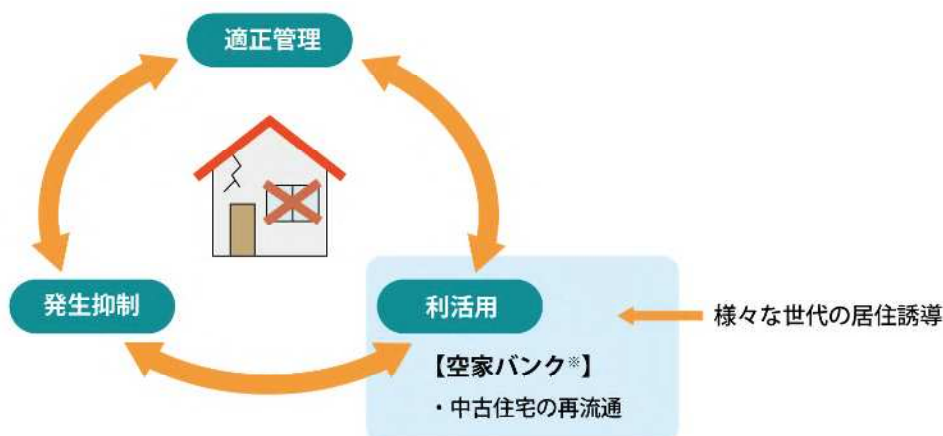 適正管理
発生抑制
利活用
様々な世代の居住誘導
【空家バンク※】
・中古住宅の再流通